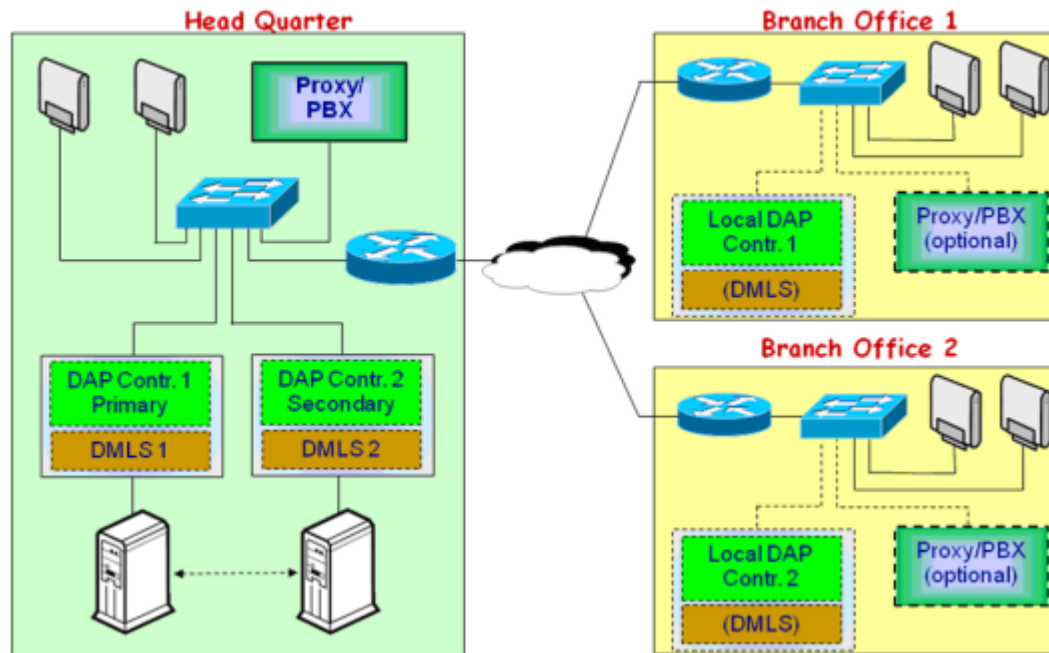 Head Quarter
Proxy/
PBX
DAP Contr. 1
Primary
DMLS 1
DAP Contr. 2
Secondary
DMLS 2
Branch Office 1
Local DAP
Contr. 1
(DMLS)
Proxy/PBX
(optional)
Branch Office 2
Local DAP
Contr. 2
(DMLS)
Proxy/PBX
(optional)